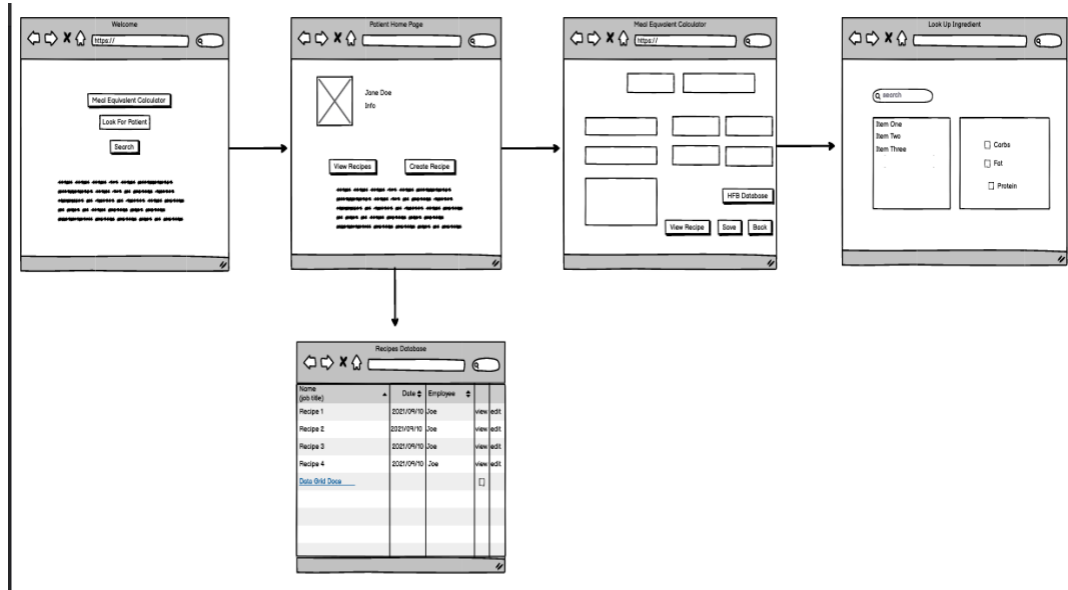 Welcome
https://
Meal Equivalent Calculator
Look For Patient
Search
Patient Home Page
Jane Doe
Info
View Recipes
Create Recipe
Meal Equivalent Calculator
https://
HFB Database
View Recipe
Save
Book
Look Up Ingredient
search
Item One
Item Two
Item Three
Carbs
Fat
Protein
Recipes Database
Name
(job title)
Date
Employee
Recipe 1 2021/09/10 Joe view edit
Recipe 2 2021/09/10 Joe view edit
Recipe 3 2021/09/10 Joe view edit
Recipe 4 2021/09/10 Joe view edit
Data Grid Docs